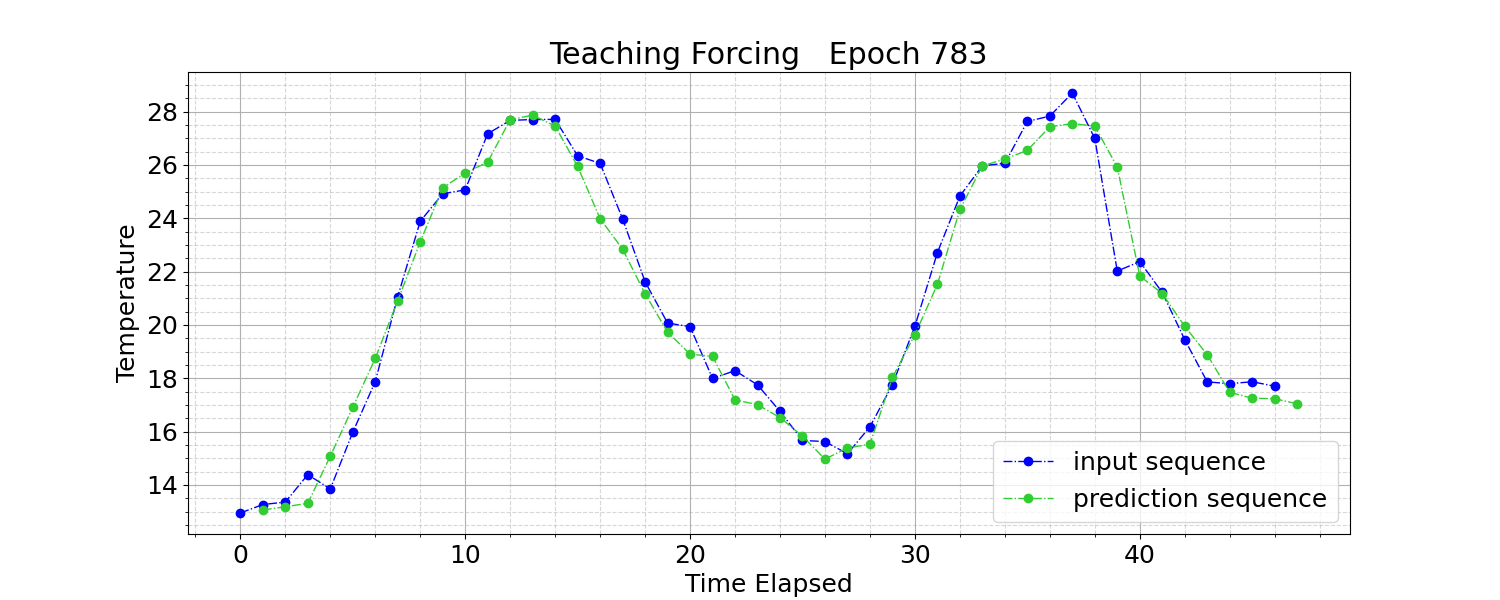 Teaching Forcing   Epoch 783
28
26
24
22
20
18
16
14
Temperature
input sequence
prediction sequence
0 10 20 30 40
Time Elapsed